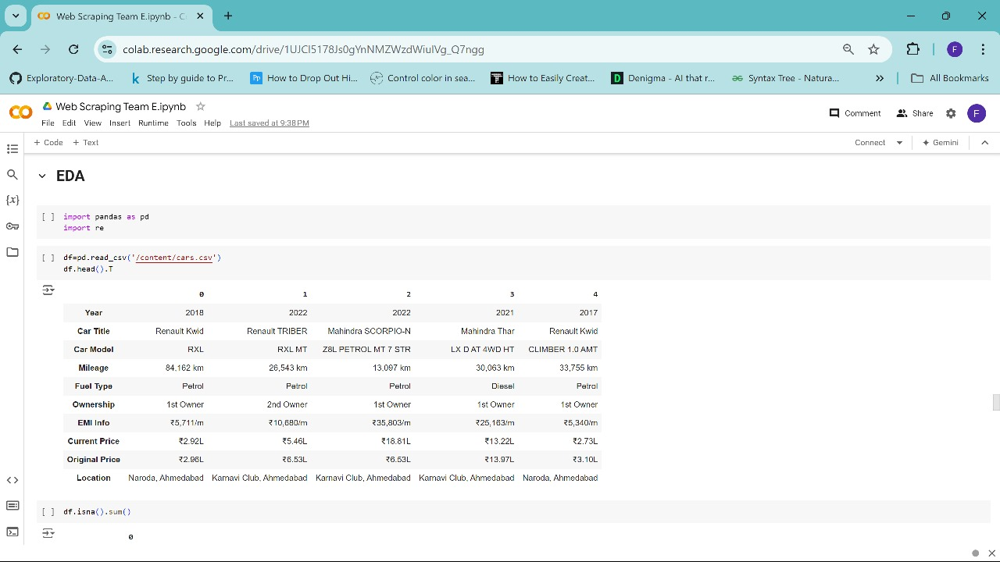 Web Scraping Team E.ipynb - C
colab.research.google.com/drive/1UJCI5178Js0gYnNMZWzdWiulVg_Q7ngg
Exploratory-Data-A... Step by guide to Pr... How to Drop Out Hi... Control color in sea... How to Easily Creat... Denigma - AI that r... Syntax Tree - Natura... All Bookmarks
Web Scraping Team E.ipynb
File Edit View Insert Runtime Tools Help Last saved at 9:38 PM
Comment Share F
+ Code + Text Connect Gemini
EDA
[ ] import pandas as pd
import re
[ ] df=pd.read_csv('/content/cars.csv')
df.head().T
0 1 2 3 4
Year 2018 2022 2022 2021 2017
Car Title Renault Kwid Renault TRIBER Mahindra SCORPIO-N Mahindra Thar Renault Kwid
Car Model RXL RXL MT Z8L PETROL MT 7 STR LX D AT 4WD HT CLIMBER 1.0 AMT
Mileage 84,162 km 26,543 km 13,097 km 30,063 km 33,755 km
Fuel Type Petrol Petrol Petrol Diesel Petrol
Ownership 1st Owner 2nd Owner 1st Owner 1st Owner 1st Owner
EMI Info ₹5,711/m ₹10,680/m ₹35,803/m ₹25,163/m ₹5,340/m
Current Price ₹2.92L ₹5.46L ₹18.81L ₹13.22L ₹2.73L
Original Price ₹2.96L ₹6.53L ₹6.53L ₹13.97L ₹3.10L
Location Naroda, Ahmedabad Karnavi Club, Ahmedabad Karnavi Club, Ahmedabad Karnavi Club, Ahmedabad Naroda, Ahmedabad
[ ] df.isna().sum()
0